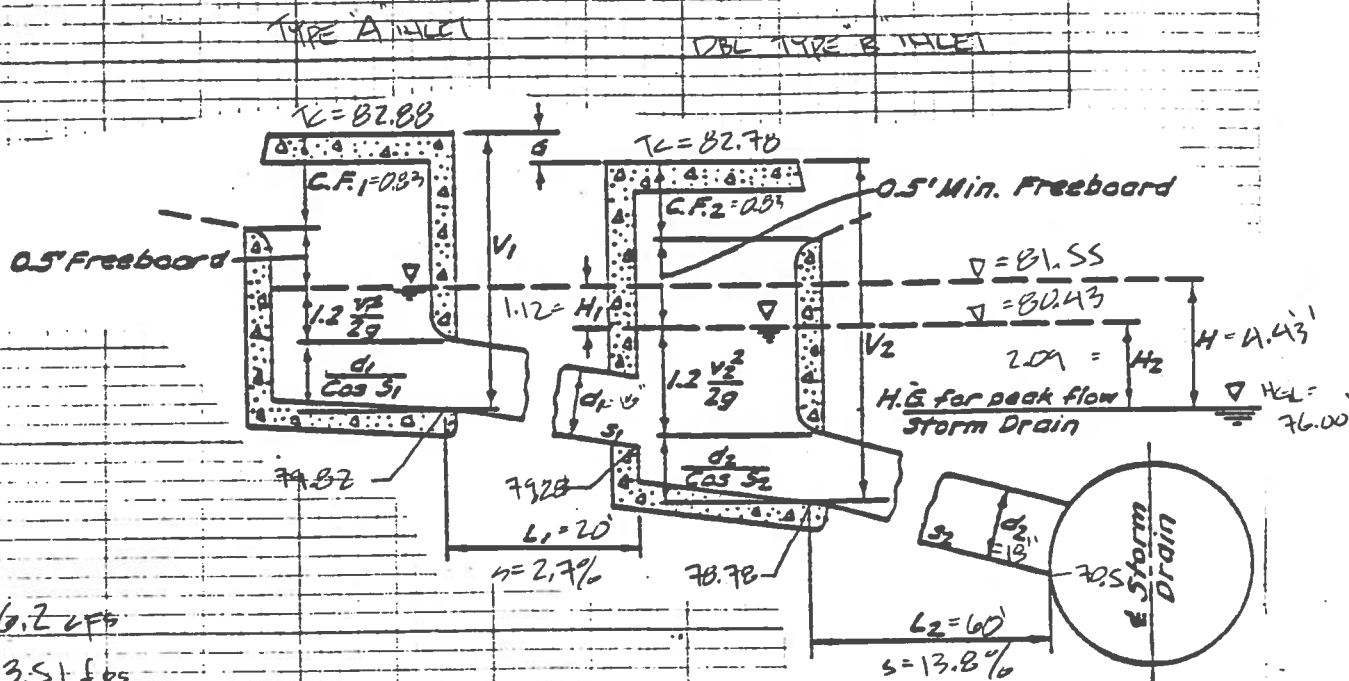 TYPE "A" INLET
DBL TYPE "B" INLET
TC = 82.88
TC = 82.78
C.F.1 = 0.83
C.F.2 = 0.83
0.5' Min. Freeboard
0.5' Freeboard
V1
∇ = 81.55
1.12 = H1
∇ = 80.43
1.2 v²/2g
V2
H = 4.43'
2.09 = H2
d1/Cos S1
1.2 v2²/2g
H.G. for peak flow
Storm Drain
HGL = 76.00
d1 =
S1
d2/Cos S2
79.82
79.28
L1 = 20'
S = 2.7%
78.78
S2
d2 = 18"
70.5
℄ Storm Drain
L2 = 60'
S = 13.8%
6.2 CFS
3.51 fps